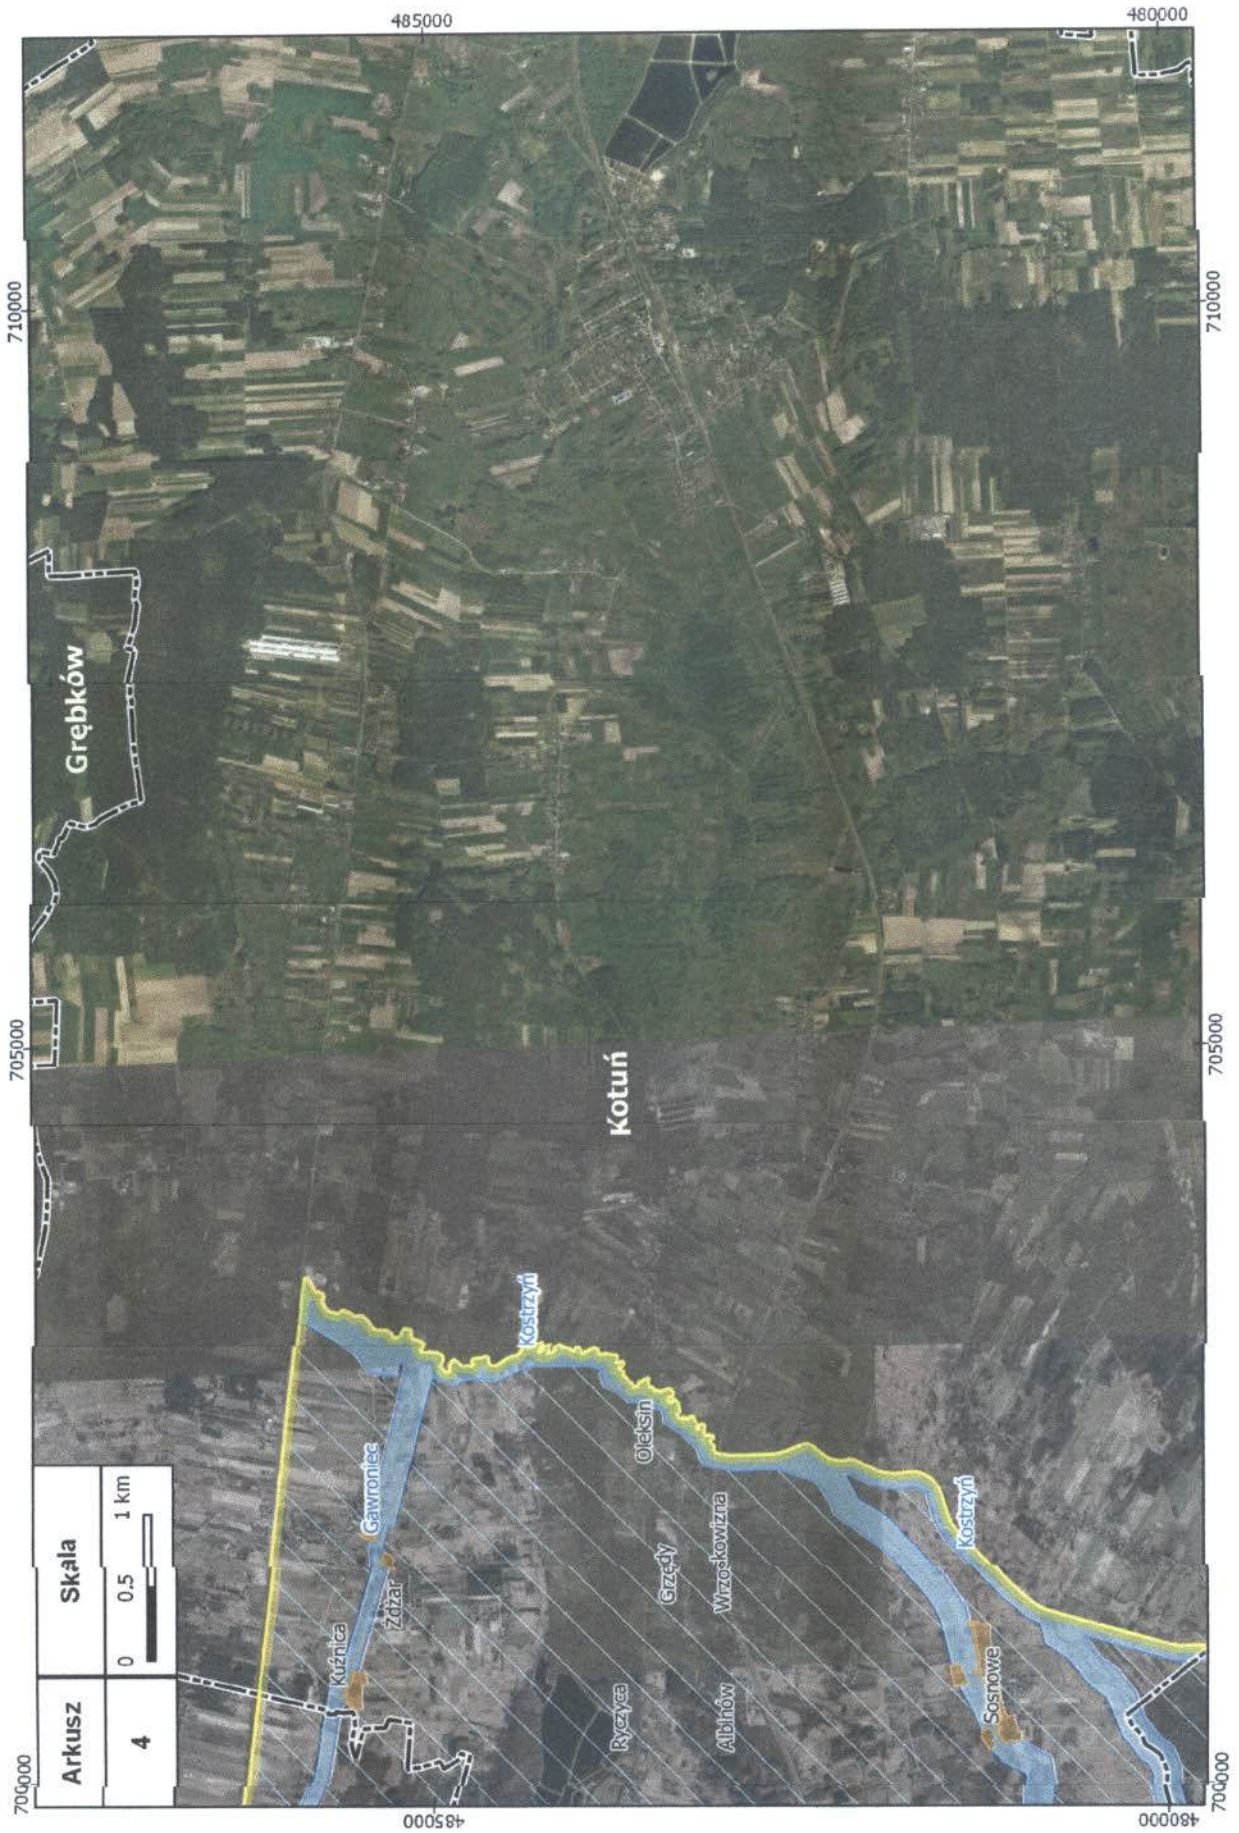 700000
705000
710000
Arkusz
4
Skala
0 0.5 1 km
Grębków
485000
485000
Kuźnica
Gawroniec
Żdżar
Kostrzyń
Kotuń
Ryczyca
Oleksin
Grzędy
Albinów
Wrzoskowizna
Sosnowe
Kostrzyń
480000
480000
700000
705000
710000